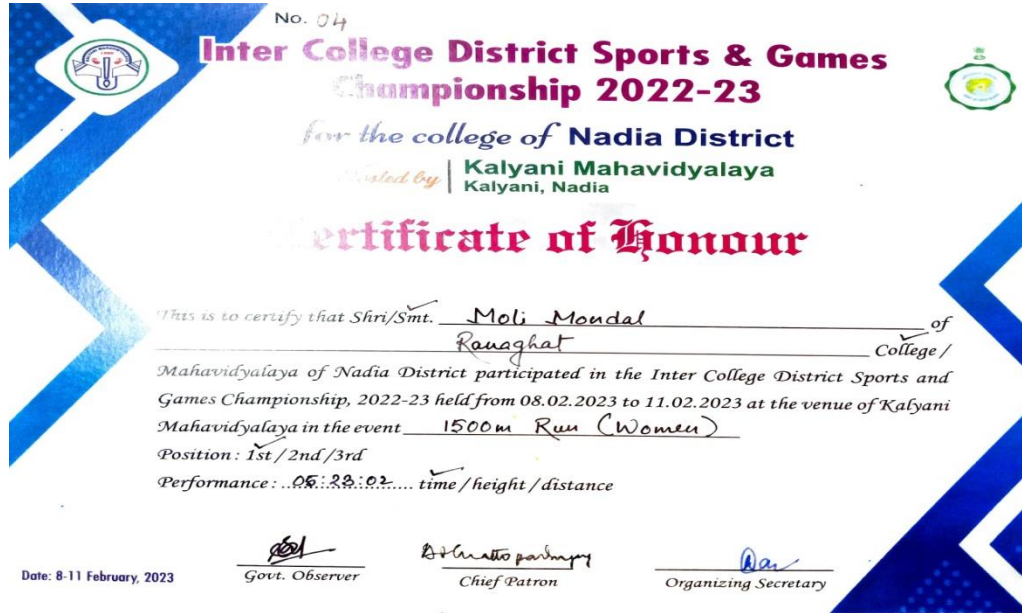 No. 04
Inter College District Sports & Games
Championship 2022-23
for the college of Nadia District
Hosted by
Kalyani Mahavidyalaya
Kalyani, Nadia
Certificate of Honour
This is to certify that Shri/Smt. Moli Mondal of
Ranaghat College /
Mahavidyalaya of Nadia District participated in the Inter College District Sports and
Games Championship, 2022-23 held from 08.02.2023 to 11.02.2023 at the venue of Kalyani
Mahavidyalaya in the event 1500m Run (Women)
Position : 1st / 2nd / 3rd
Performance : ..05:23:02.... time / height / distance
Date: 8-11 February, 2023
Govt. Observer
Chief Patron
Organizing Secretary